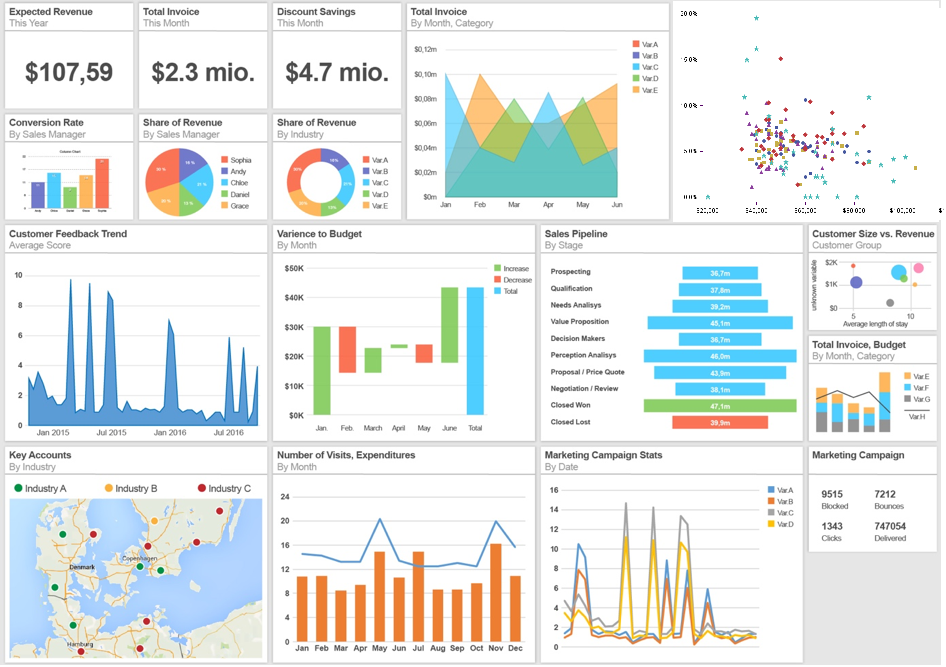 Expected Revenue
This Year
$107,59
Total Invoice
This Month
$2.3 mio.
Discount Savings
This Month
$4.7 mio.
Total Invoice
By Month, Category
$0,12m
$0,10m
$0,08m
$0,06m
$0,04m
$0,02m
$0m
Jan Feb Mar Apr May Jun
Var.A
Var.B
Var.C
Var.D
Var.E
$20,000 $40,000 $60,000 $80,000 $100,000
Conversion Rate
By Sales Manager
Column Chart
Share of Revenue
By Sales Manager
Sophia
Andy
Chloe
Daniel
Grace
Share of Revenue
By Industry
Var.A
Var.B
Var.C
Var.D
Var.E
Customer Feedback Trend
Average Score
10
8
6
4
2
0
Jan 2015 Jul 2015 Jan 2016 Jul 2016
Varience to Budget
By Month
$50K
$40K
$30K
$20K
$10K
$0K
Jan. Feb. March April May June Total
Increase
Decrease
Total
Sales Pipeline
By Stage
Prospecting 36,7m
Qualification 37,8m
Needs Analisys 39,2m
Value Proposition 45,1m
Decision Makers 36,7m
Perception Analisys 46,0m
Proposal / Price Quote 43,9m
Negotiation / Review 38,1m
Closed Won 47,1m
Closed Lost 39,9m
Customer Size vs. Revenue
Customer Group
unknown variable
$2K
$1K
$0
5 10
Average length of stay
Total Invoice, Budget
By Month, Category
Var.E
Var.F
Var.G
Var.H
Key Accounts
By Industry
Industry A Industry B Industry C
Copenhagen
Denmark
Hamburg
Number of Visits, Expenditures
By Month
24
20
16
12
8
4
0
Jan Feb Mar Apr May Jun Jul Aug Sep Oct Nov Dec
Marketing Campaign Stats
By Date
16
14
12
10
8
6
4
2
0
Var.A
Var.B
Var.C
Var.D
Marketing Campaign
9515 7212
Blocked Bounces
1343 747054
Clicks Delivered